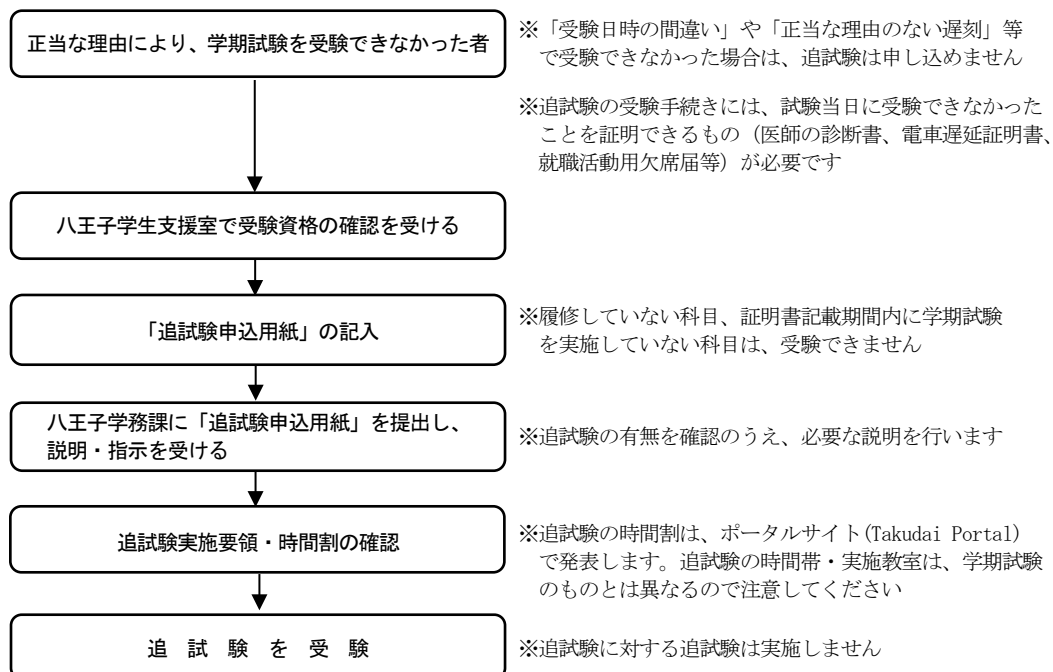 正当な理由により、学期試験を受験できなかった者
※「受験日時の間違い」や「正当な理由のない遅刻」等
で受験できなかった場合は、追試験は申し込めません
※追試験の受験手続きには、試験当日に受験できなかった
ことを証明できるもの（医師の診断書、電車遅延証明書、
就職活動用欠席届等）が必要です
八王子学生支援室で受験資格の確認を受ける
「追試験申込用紙」の記入
※履修していない科目、証明書記載期間内に学期試験
を実施していない科目は、受験できません
八王子学務課に「追試験申込用紙」を提出し、
説明・指示を受ける
※追試験の有無を確認のうえ、必要な説明を行います
追試験実施要領・時間割の確認
※追試験の時間割は、ポータルサイト(Takudai Portal)
で発表します。追試験の時間帯・実施教室は、学期試験
のものとは異なるので注意してください
追 試 験 を 受 験
※追試験に対する追試験は実施しません